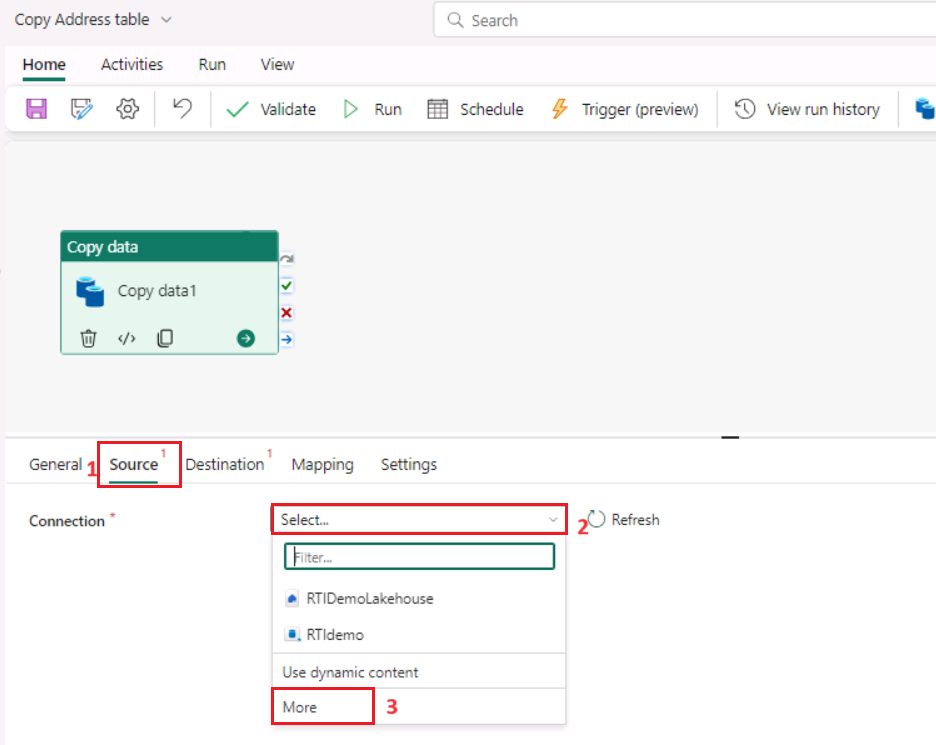 Copy Address table
Search
Home Activities Run View
Validate Run Schedule Trigger (preview) View run history
Copy data
Copy data1
</>
General 1 Source 1 Destination 1 Mapping Settings
Connection * Select... 2 Refresh
Filter...
RTIDemoLakehouse
RTIdemo
Use dynamic content
More 3